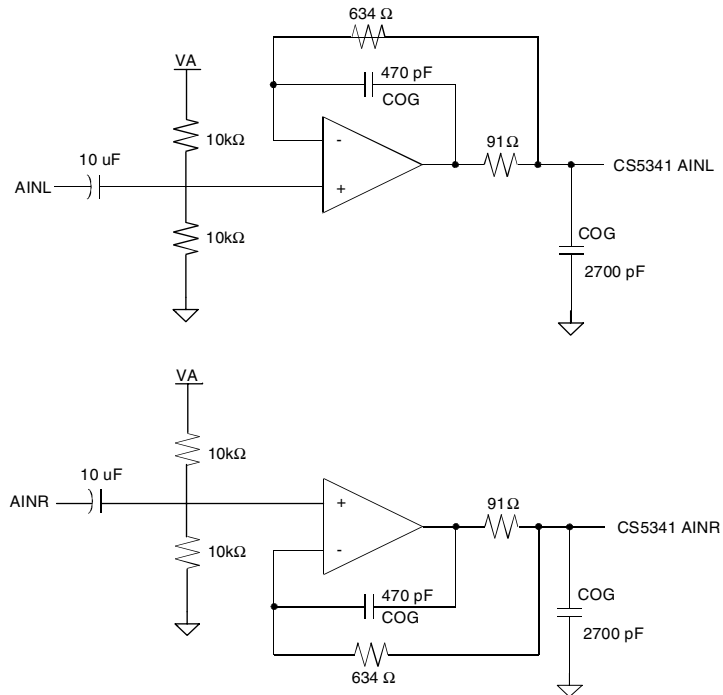 634 Ω
VA
470 pF
COG
10kΩ
-
10 uF
91Ω
AINL
+
CS5341 AINL
10kΩ
COG
2700 pF
VA
10kΩ
10 uF
91Ω
AINR
+
CS5341 AINR
-
10kΩ
470 pF
COG
COG
2700 pF
634 Ω